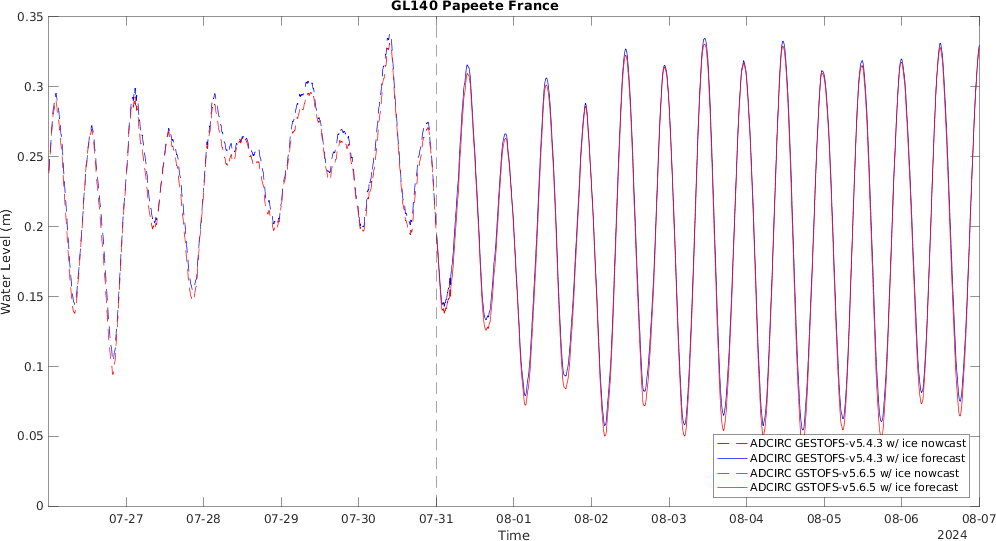 GL140 Papeete France
0.35
0.3
0.25
0.2
0.15
0.1
0.05
0
Water Level (m)
ADCIRC GESTOFS-v5.4.3 w/ ice nowcast
ADCIRC GESTOFS-v5.4.3 w/ ice forecast
ADCIRC GSTOFS-v5.6.5 w/ ice nowcast
ADCIRC GSTOFS-v5.6.5 w/ ice forecast
07-27 07-28 07-29 07-30 07-31 08-01 08-02 08-03 08-04 08-05 08-06 08-07
Time
2024